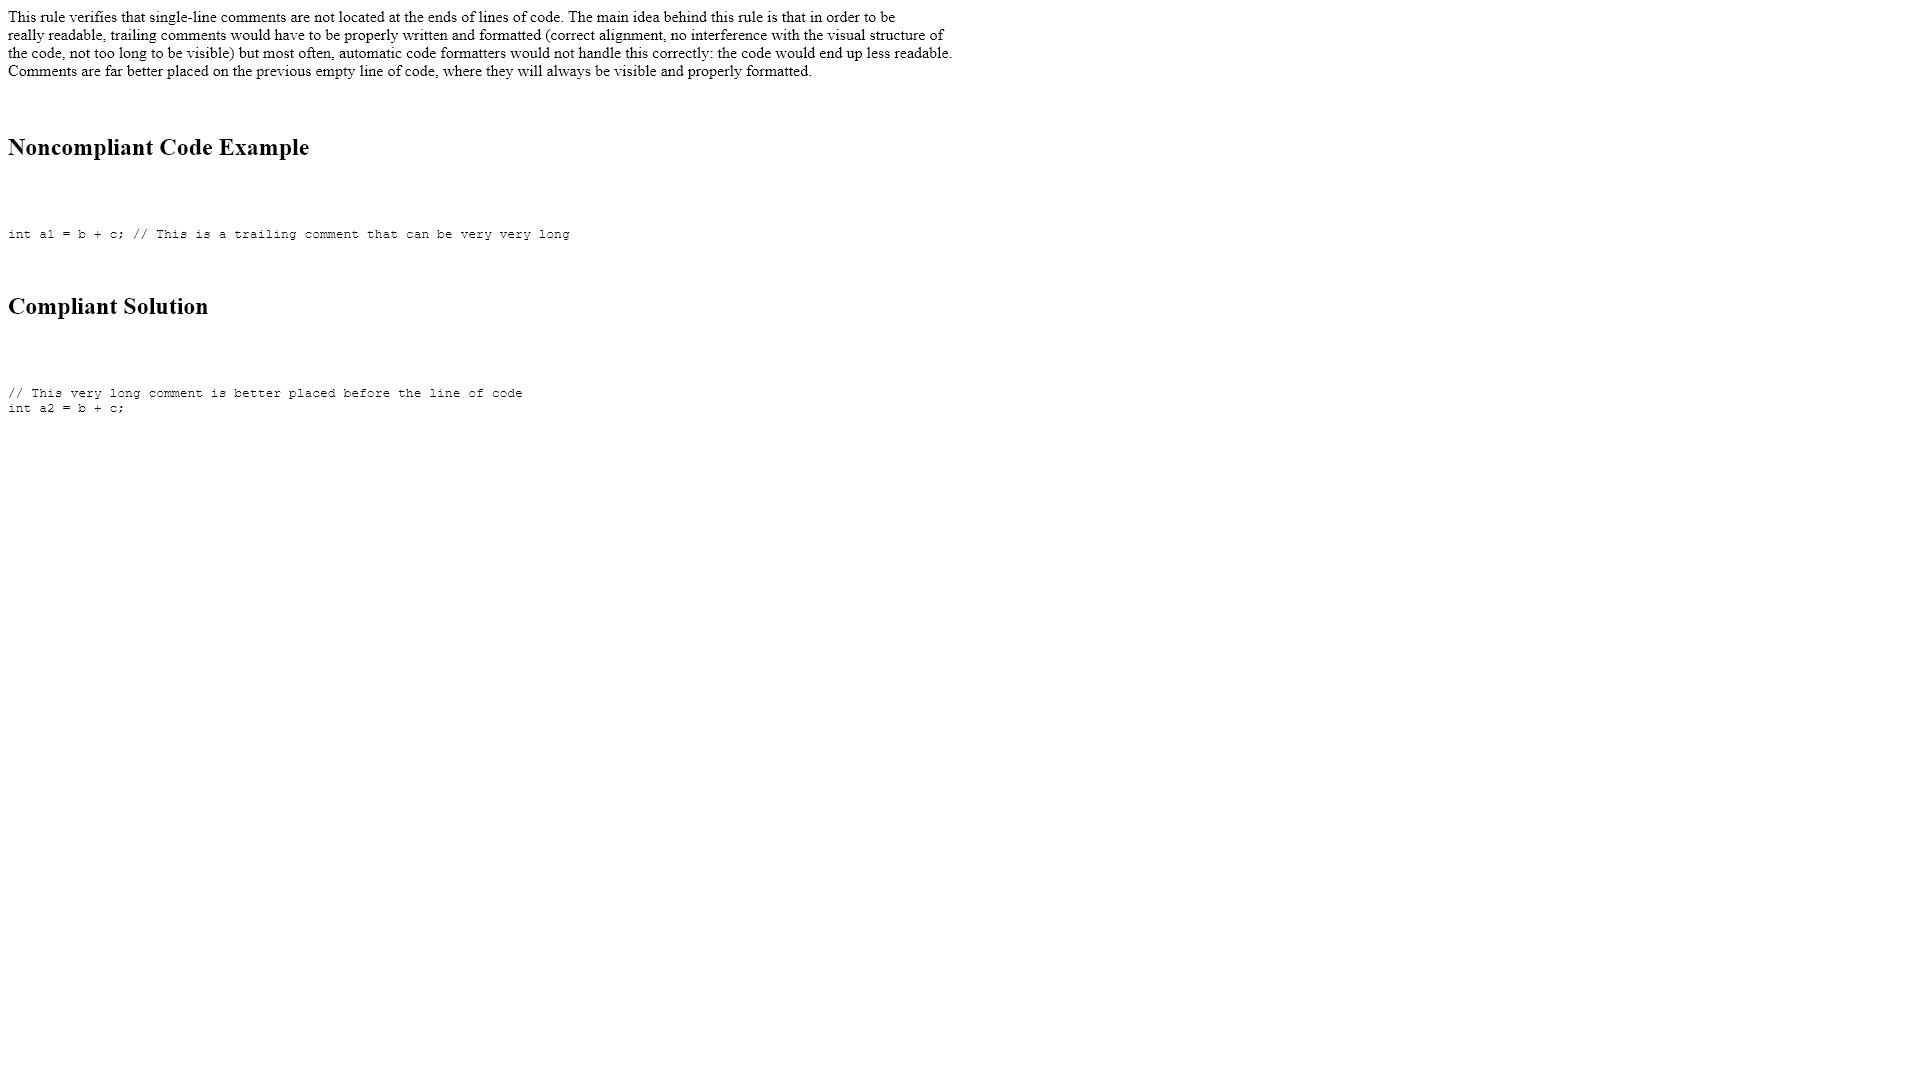 This rule verifies that single-line comments are not located at the ends of lines of code. The main idea behind this rule is that in order to be
really readable, trailing comments would have to be properly written and formatted (correct alignment, no interference with the visual structure of
the code, not too long to be visible) but most often, automatic code formatters would not handle this correctly: the code would end up less readable.
Comments are far better placed on the previous empty line of code, where they will always be visible and properly formatted.
Noncompliant Code Example
int a1 = b + c; // This is a trailing comment that can be very very long
Compliant Solution
// This very long comment is better placed before the line of code
int a2 = b + c;